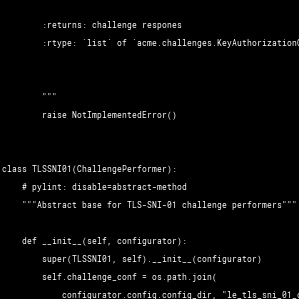 :returns: challenge respones
:rtype: `list` of `acme.challenges.KeyAuthorization
"""
raise NotImplementedError()
class TLSSNI01(ChallengePerformer):
# pylint: disable=abstract-method
"""Abstract base for TLS-SNI-01 challenge performers"""
def __init__(self, configurator):
super(TLSSNI01, self).__init__(configurator)
self.challenge_conf = os.path.join(
configurator.config.config_dir, "le_tls_sni_01_